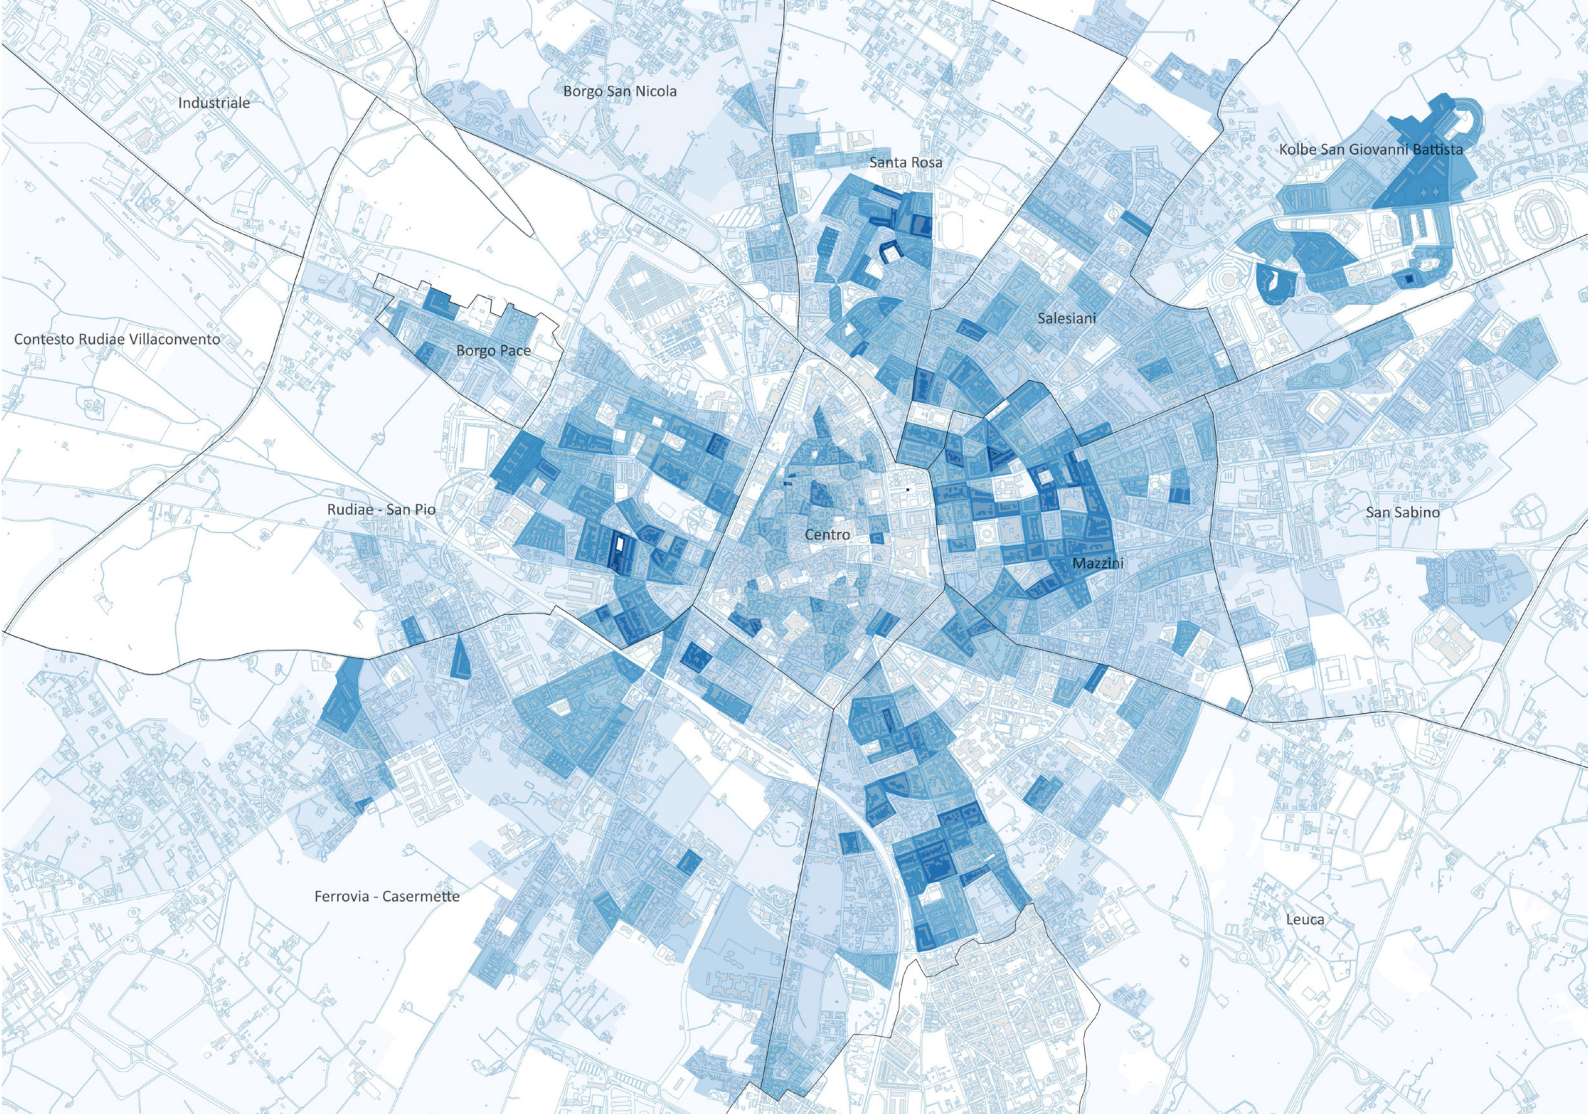 Borgo San Nicola
Industriale
Kolbe San Giovanni Battista
Santa Rosa
Salesiani
Contesto Rudiae Villaconvento
Borgo Pace
Rudiae - San Pio
San Sabino
Centro
Mazzini
Ferrovia - Casermette
Leuca